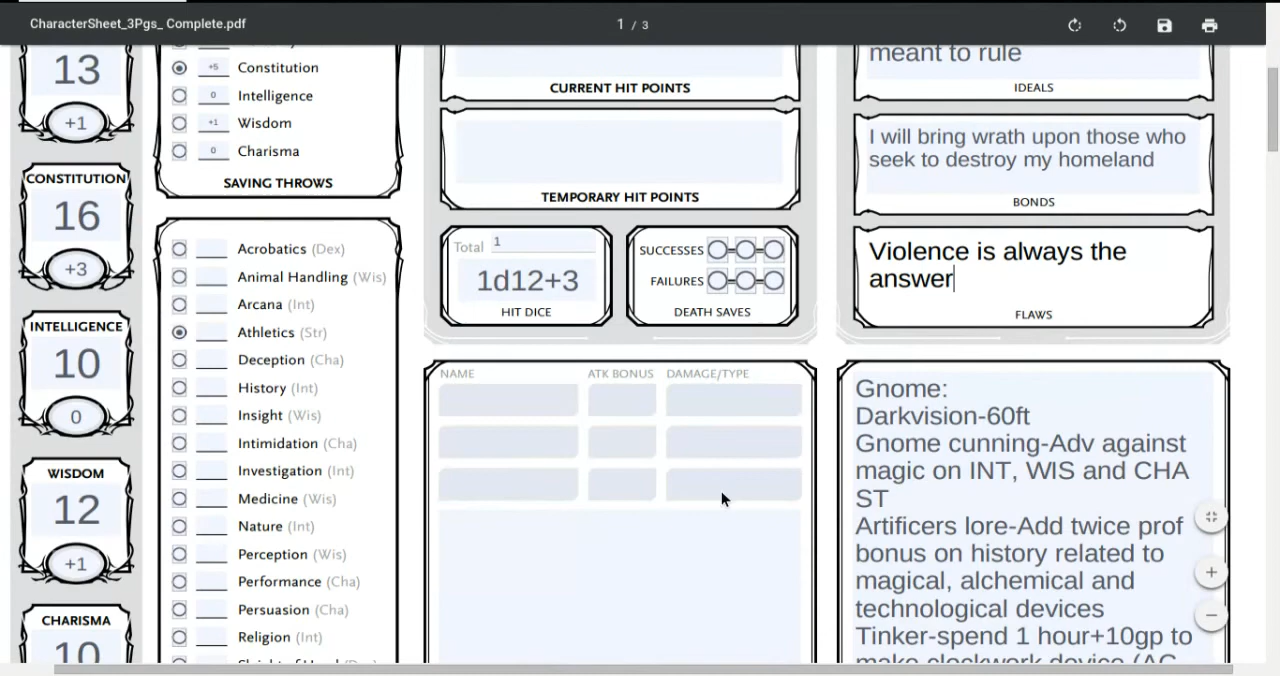 CharacterSheet_3Pgs_ Complete.pdf
1 / 3
13
+1
CONSTITUTION
16
+3
INTELLIGENCE
10
0
WISDOM
12
+1
CHARISMA
10
+5 Constitution
0 Intelligence
+1 Wisdom
0 Charisma
SAVING THROWS
Acrobatics (Dex)
Animal Handling (Wis)
Arcana (Int)
Athletics (Str)
Deception (Cha)
History (Int)
Insight (Wis)
Intimidation (Cha)
Investigation (Int)
Medicine (Wis)
Nature (Int)
Perception (Wis)
Performance (Cha)
Persuasion (Cha)
Religion (Int)
CURRENT HIT POINTS
TEMPORARY HIT POINTS
Total 1
1d12+3
HIT DICE
SUCCESSES
FAILURES
DEATH SAVES
NAME ATK BONUS DAMAGE/TYPE
meant to rule
IDEALS
I will bring wrath upon those who
seek to destroy my homeland
BONDS
Violence is always the
answer
FLAWS
Gnome:
Darkvision-60ft
Gnome cunning-Adv against
magic on INT, WIS and CHA
ST
Artificers lore-Add twice prof
bonus on history related to
magical, alchemical and
technological devices
Tinker-spend 1 hour+10gp to
make clockwork device (AC